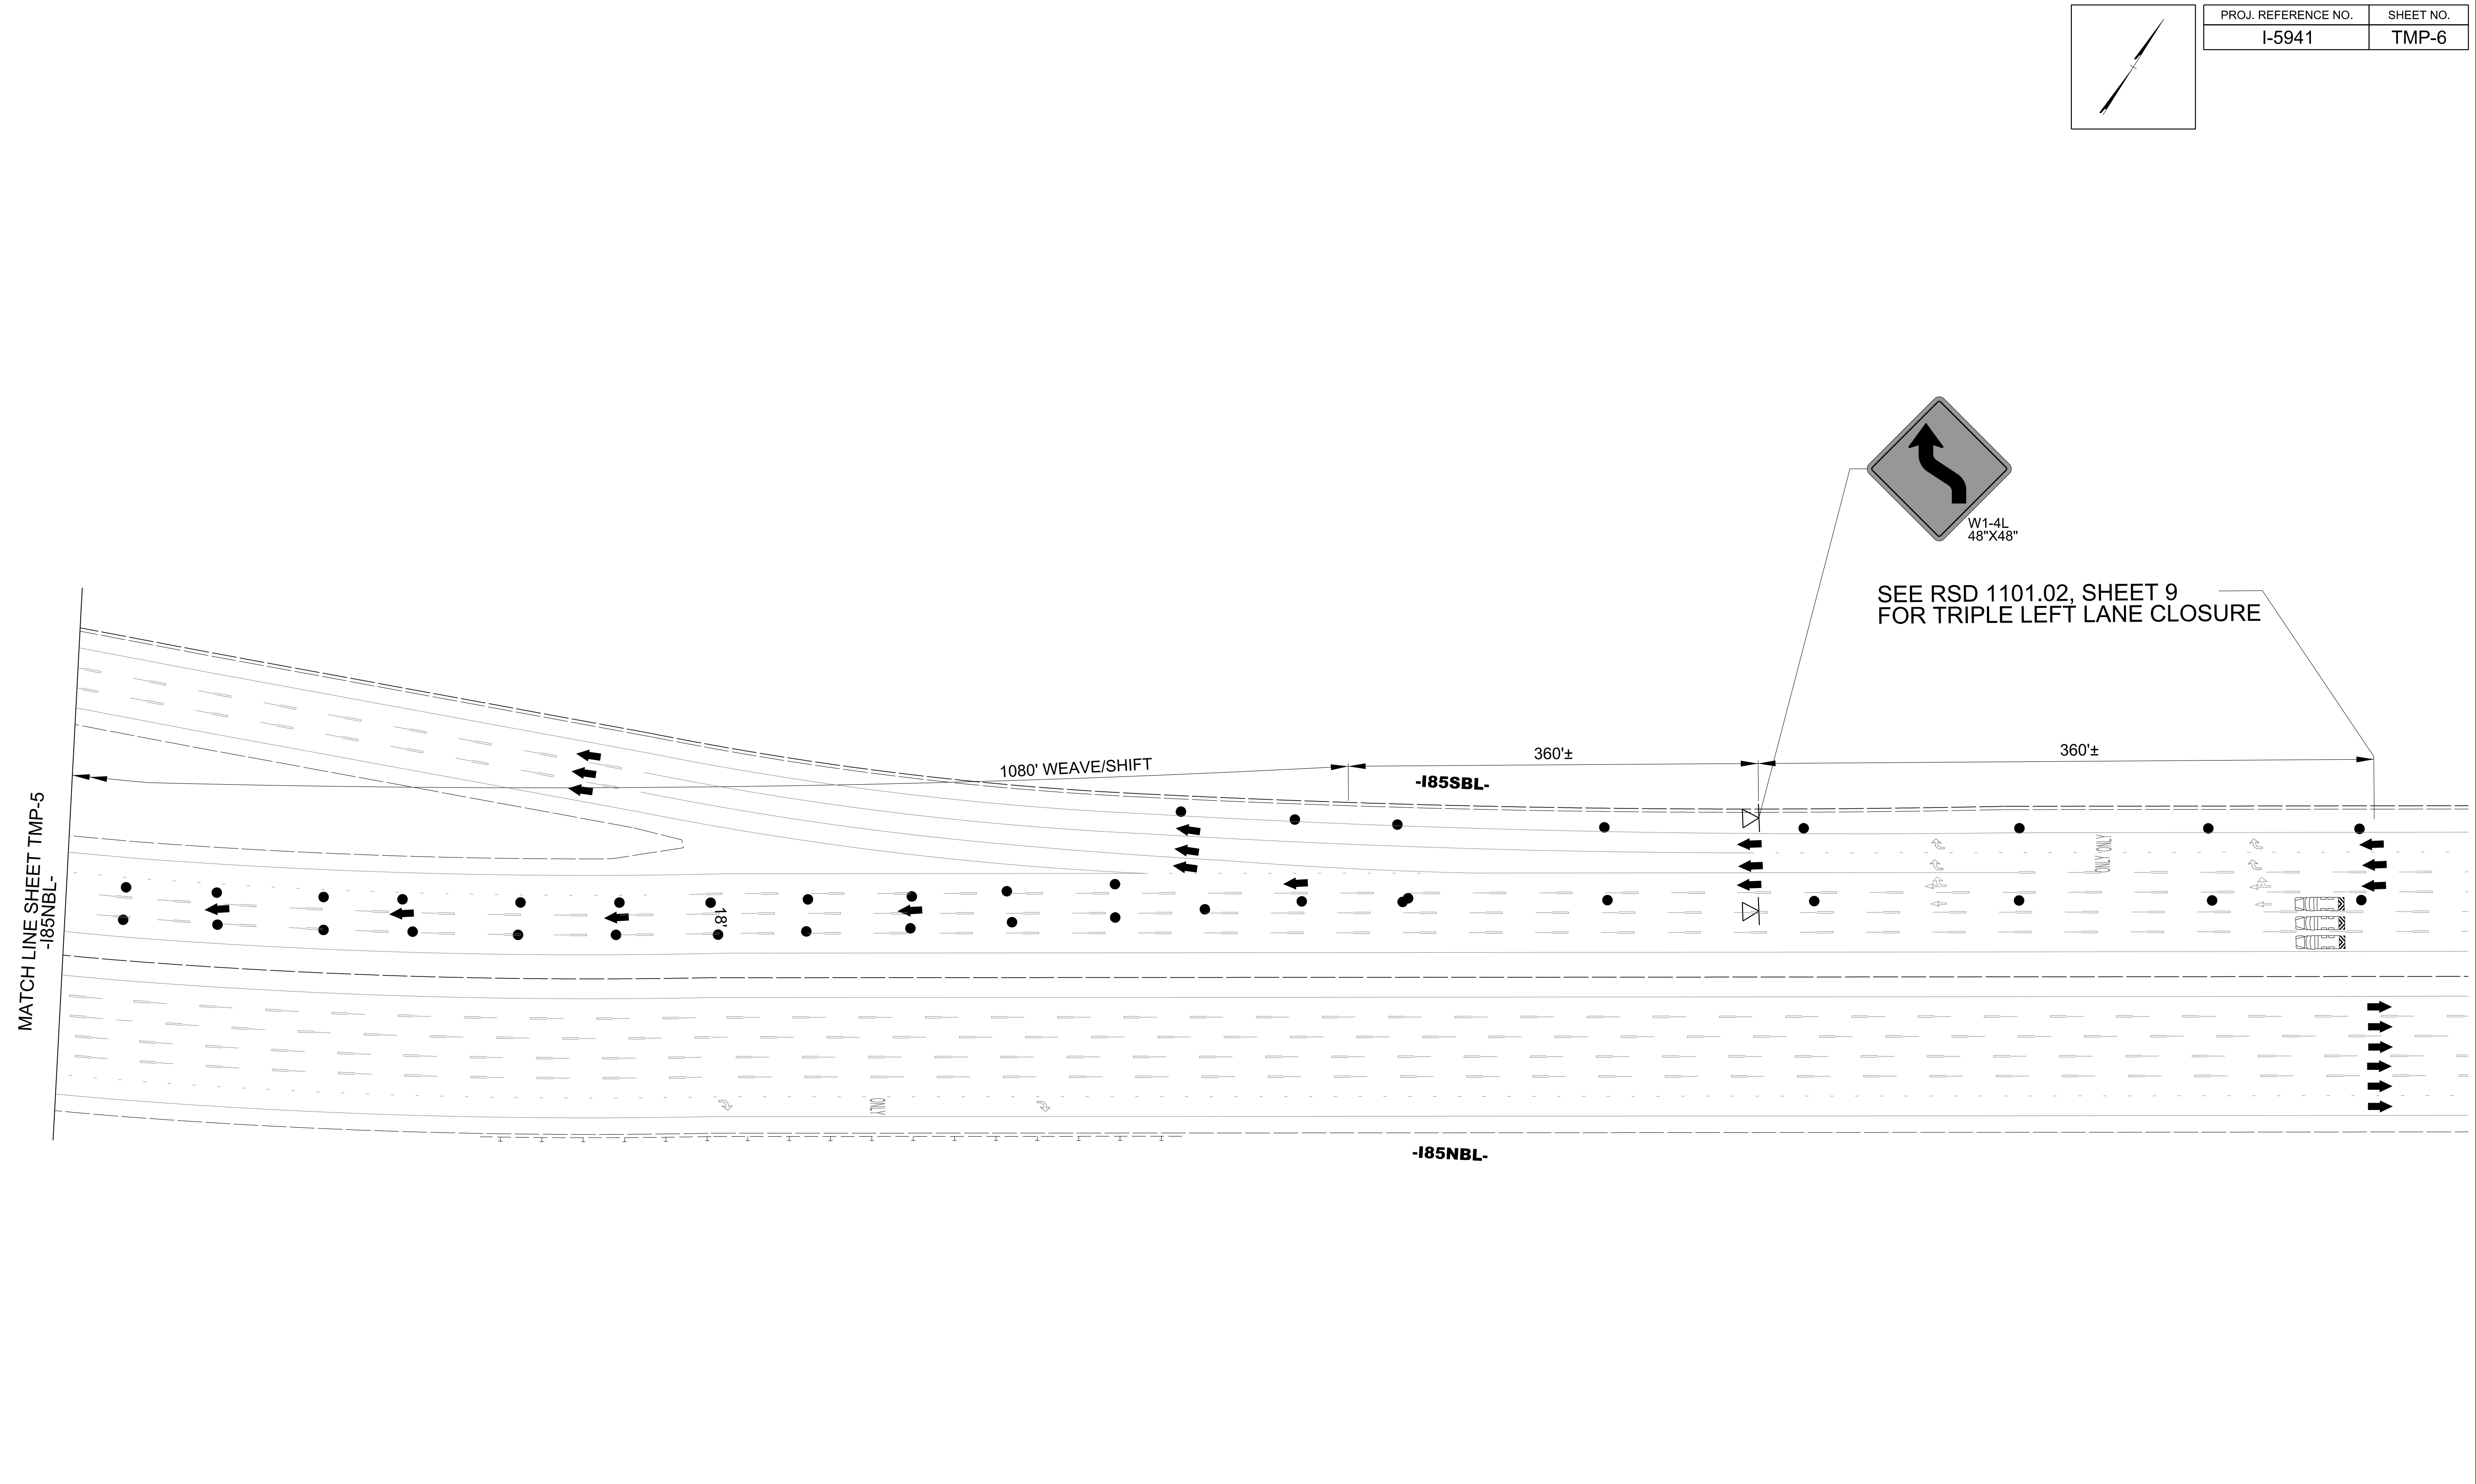 PROJ. REFERENCE NO.
SHEET NO.
I-5941
TMP-6
W1-4L
48"X48"
SEE RSD 1101.02, SHEET 9
FOR TRIPLE LEFT LANE CLOSURE
1080' WEAVE/SHIFT
360'±
360'±
-I85SBL-
ONLY ONLY
18'
MATCH LINE SHEET TMP-5
-I85NBL-
ONLY
-I85NBL-